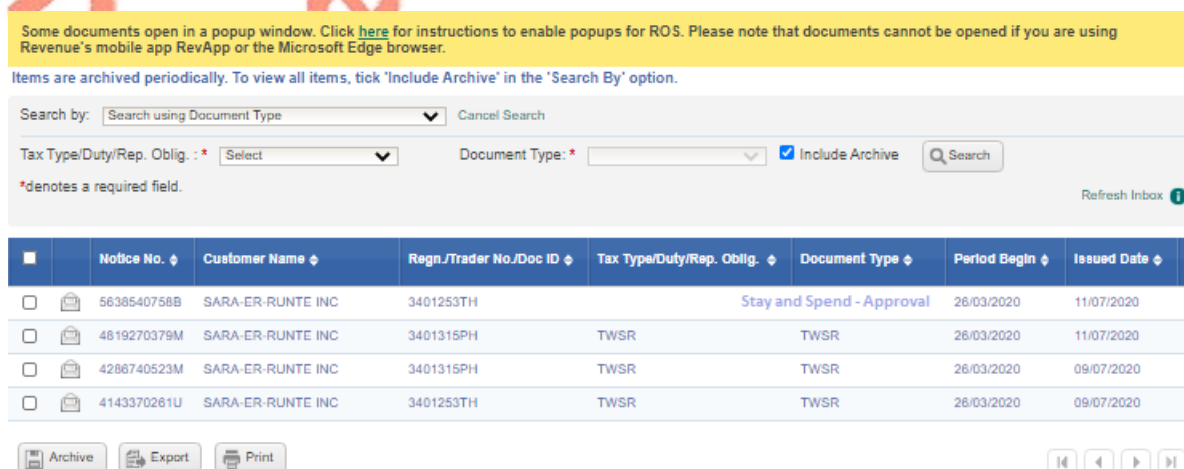 Some documents open in a popup window. Click here for instructions to enable popups for ROS. Please note that documents cannot be opened if you are using
Revenue's mobile app RevApp or the Microsoft Edge browser.
Items are archived periodically. To view all items, tick 'Include Archive' in the 'Search By' option.
Search by: Search using Document Type Cancel Search
Tax Type/Duty/Rep. Oblig. : * Select Document Type: * Include Archive Search
*denotes a required field.
Refresh Inbox i
Notice No. Customer Name Regn./Trader No./Doc ID Tax Type/Duty/Rep. Oblig. Document Type Period Begin Issued Date
5638540758B SARA-ER-RUNTE INC 3401253TH Stay and Spend - Approval 26/03/2020 11/07/2020
4819270379M SARA-ER-RUNTE INC 3401315PH TWSR TWSR 26/03/2020 11/07/2020
4286740523M SARA-ER-RUNTE INC 3401315PH TWSR TWSR 26/03/2020 09/07/2020
4143370261U SARA-ER-RUNTE INC 3401253TH TWSR TWSR 26/03/2020 09/07/2020
Archive Export Print